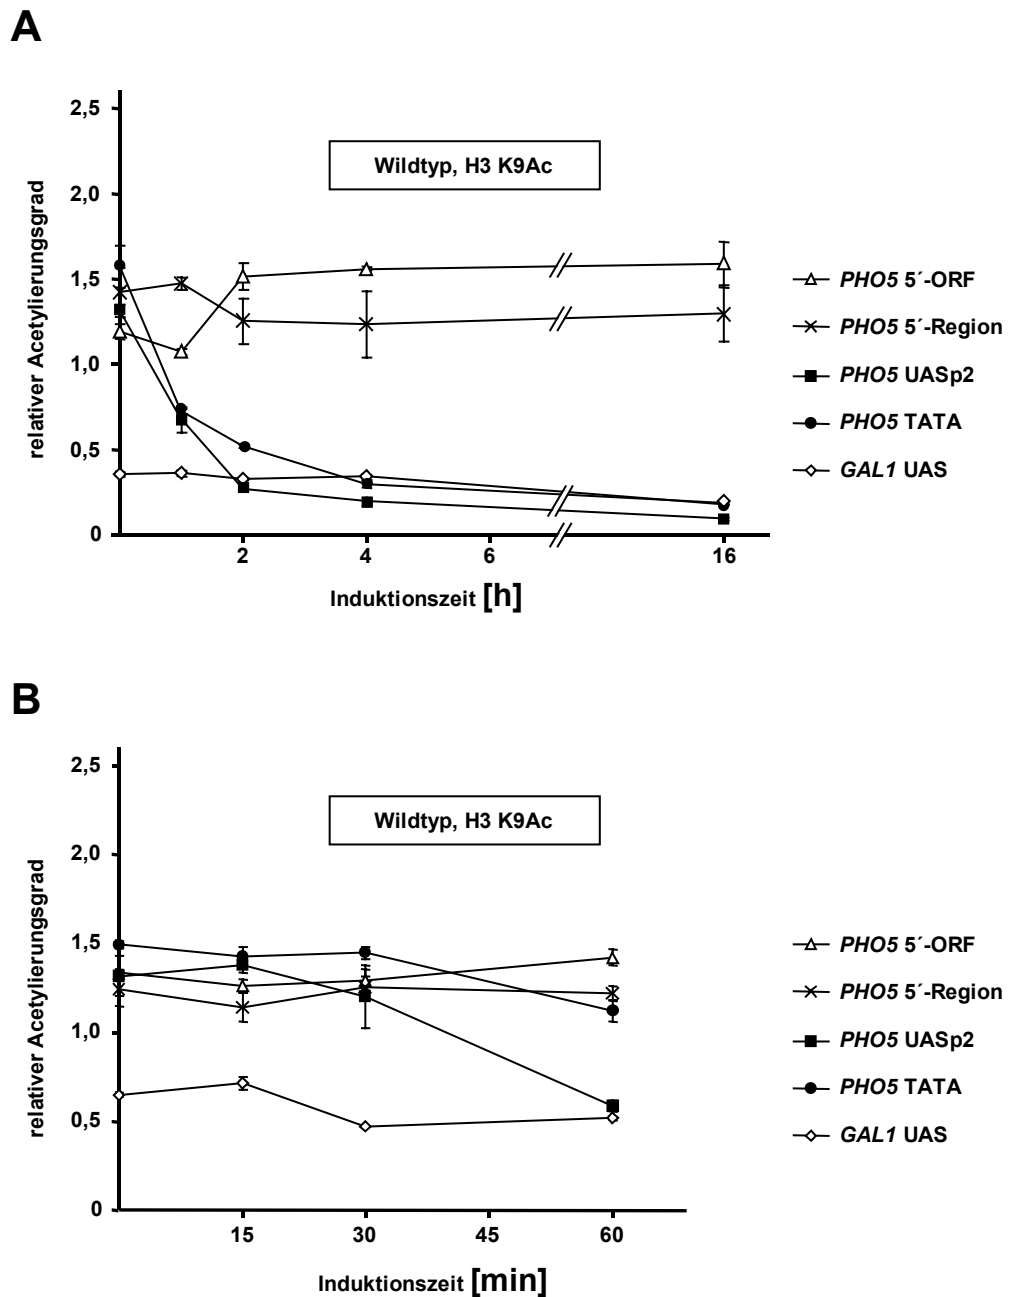 A
2,5
2,0
1,5
1,0
0,5
0
relativer Acetylierungsgrad
Wildtyp, H3 K9Ac
PHO5 5´-ORF
PHO5 5´-Region
PHO5 UASp2
PHO5 TATA
GAL1 UAS
2 4 6 16
Induktionszeit [h]
B
2,5
2,0
1,5
1,0
0,5
0
relativer Acetylierungsgrad
Wildtyp, H3 K9Ac
PHO5 5´-ORF
PHO5 5´-Region
PHO5 UASp2
PHO5 TATA
GAL1 UAS
15 30 45 60
Induktionszeit [min]